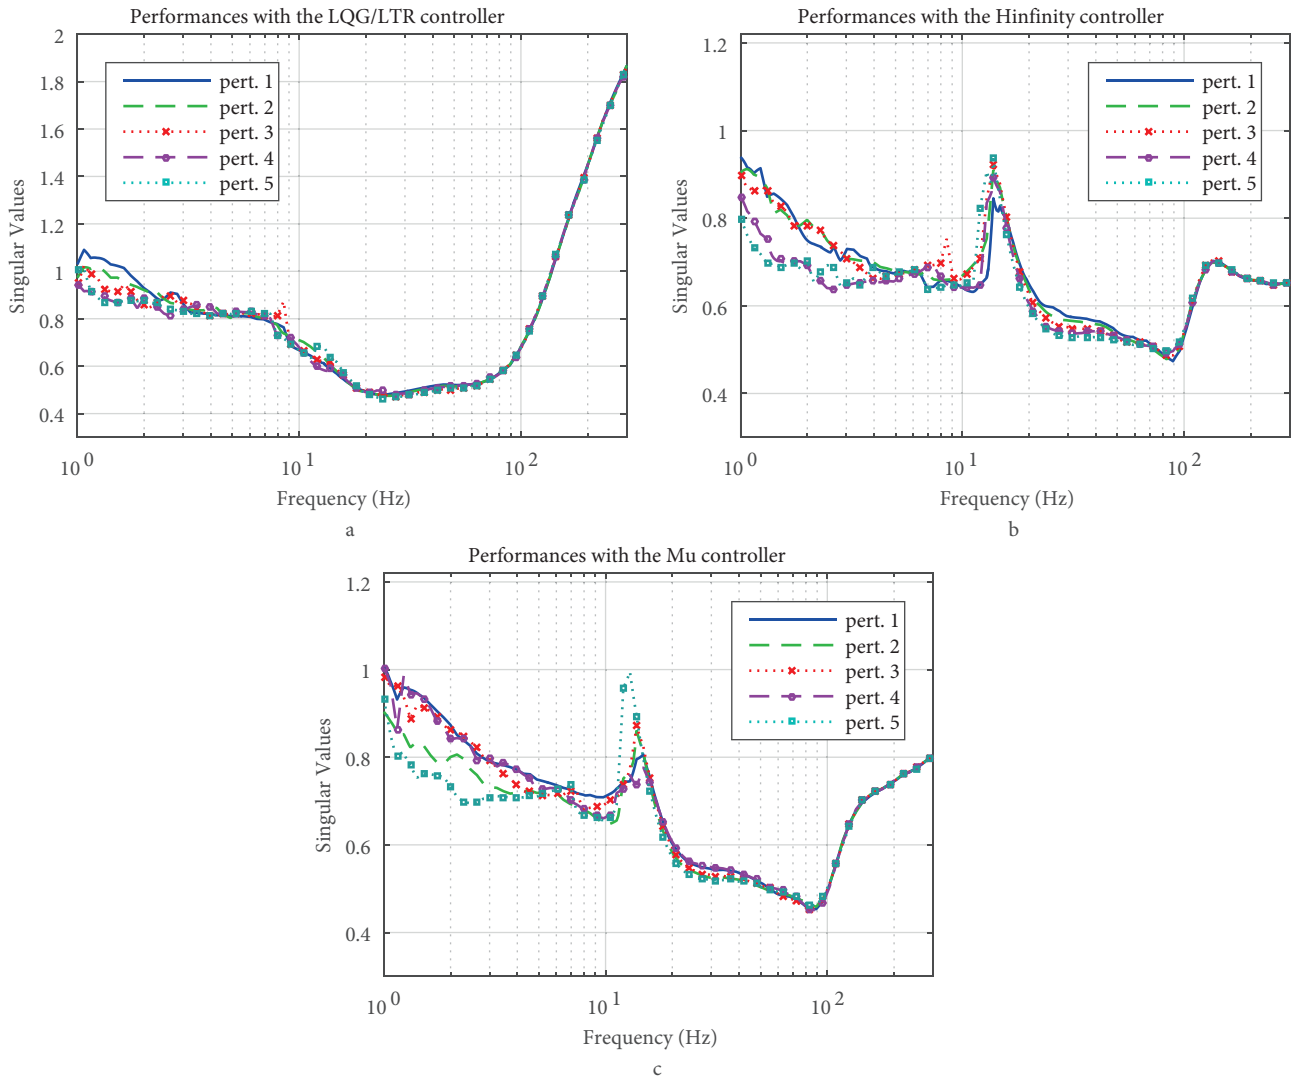 Performances with the LQG/LTR controller
2
1.8
1.6
1.4
1.2
1
0.8
0.6
0.4
Singular Values
pert. 1
pert. 2
pert. 3
pert. 4
pert. 5
10 0
10 1
10 2
Frequency (Hz)
a
Performances with the Hinfinity controller
1.2
1
0.8
0.6
0.4
Singular Values
pert. 1
pert. 2
pert. 3
pert. 4
pert. 5
10 0
10 1
10 2
Frequency (Hz)
b
Performances with the Mu controller
1.2
1
0.8
0.6
0.4
Singular Values
pert. 1
pert. 2
pert. 3
pert. 4
pert. 5
10 0
10 1
10 2
Frequency (Hz)
c